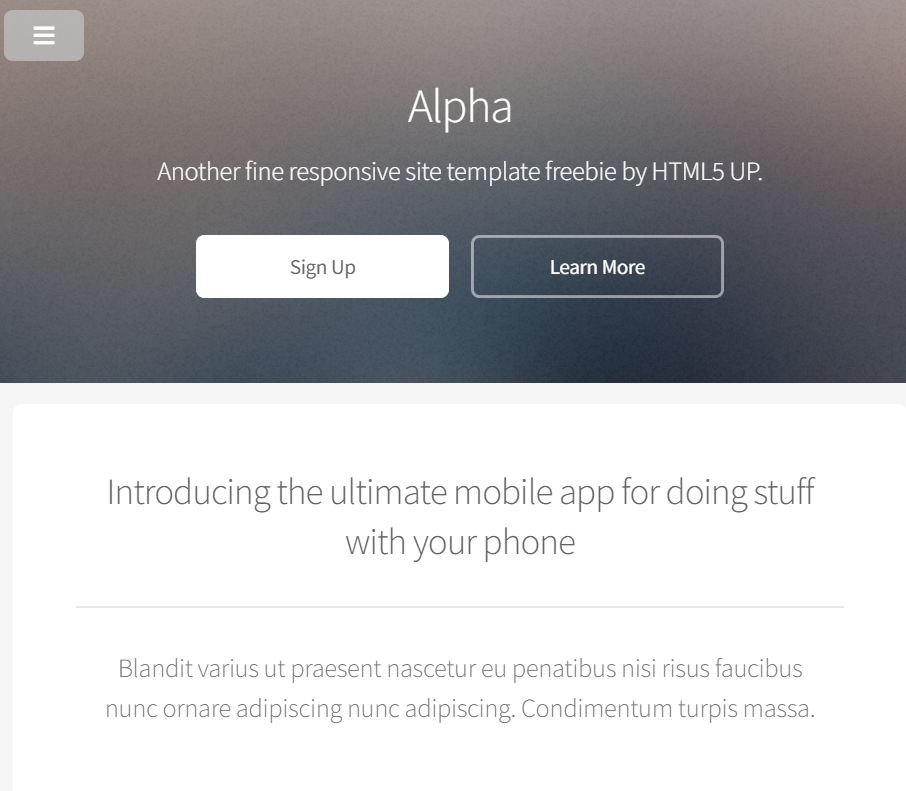 Alpha
Another fine responsive site template freebie by HTML5 UP.
Sign Up
Learn More
Introducing the ultimate mobile app for doing stuff
with your phone
Blandit varius ut praesent nascetur eu penatibus nisi risus faucibus
nunc ornare adipiscing nunc adipiscing. Condimentum turpis massa.